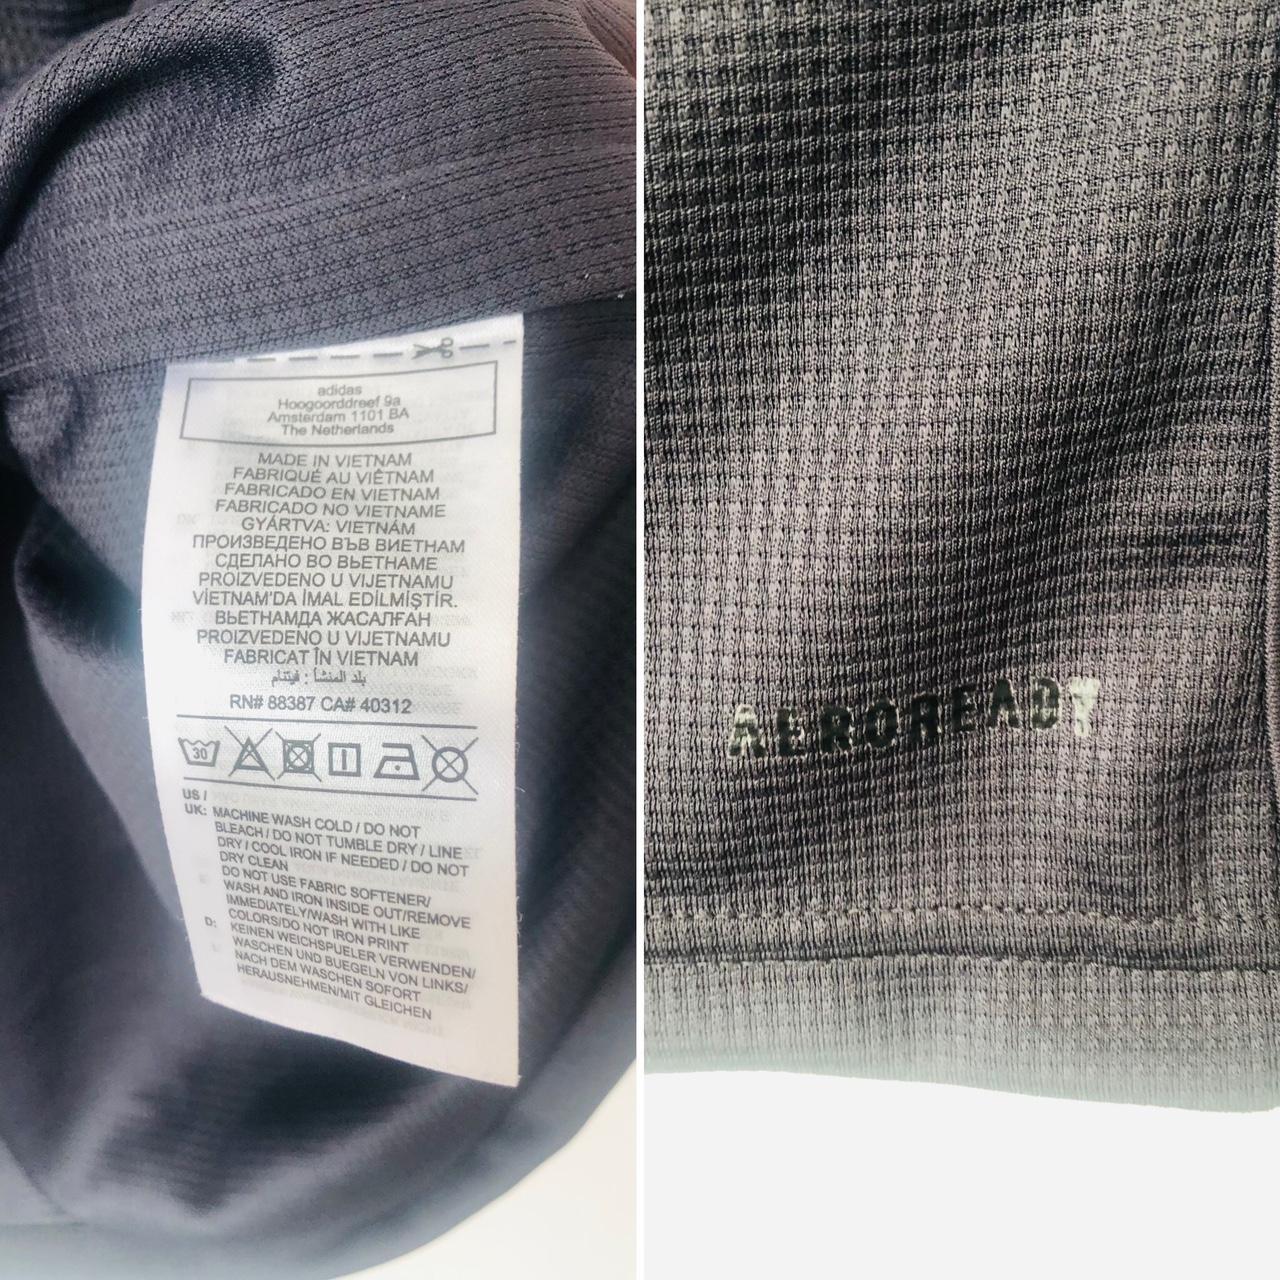 adidas
Hoogoorddreef 9a
Amsterdam 1101 BA
The Netherlands
MADE IN VIETNAM
FABRIQUÉ AU VIÊTNAM
FABRICADO EN VIETNAM
FABRICADO NO VIETNAME
GYÁRTVA: VIETNÁM
ПРОИЗВЕДЕНО ВЪВ ВИЕТНАМ
СДЕЛАНО ВО ВЬЕТНАМЕ
PROIZVEDENO U VIJETNAMU
VİETNAM'DA İMAL EDİLMİŞTİR.
ВЬЕТНАМДА ЖАСАЛҒАН
PROIZVEDENO U VIJETNAMU
FABRICAT ÎN VIETNAM
بلد المنشأ : فيتنام
RN# 88387 CA# 40312
30
US /
UK: MACHINE WASH COLD / DO NOT
BLEACH / DO NOT TUMBLE DRY / LINE
DRY / COOL IRON IF NEEDED / DO NOT
DRY CLEAN
DO NOT USE FABRIC SOFTENER/
WASH AND IRON INSIDE OUT/REMOVE
IMMEDIATELY/WASH WITH LIKE
COLORS/DO NOT IRON PRINT
D: KEINEN WEICHSPUELER VERWENDEN/
WASCHEN UND BUEGELN VON LINKS/
NACH DEM WASCHEN SOFORT
HERAUSNEHMEN/MIT GLEICHEN
AEROREADY